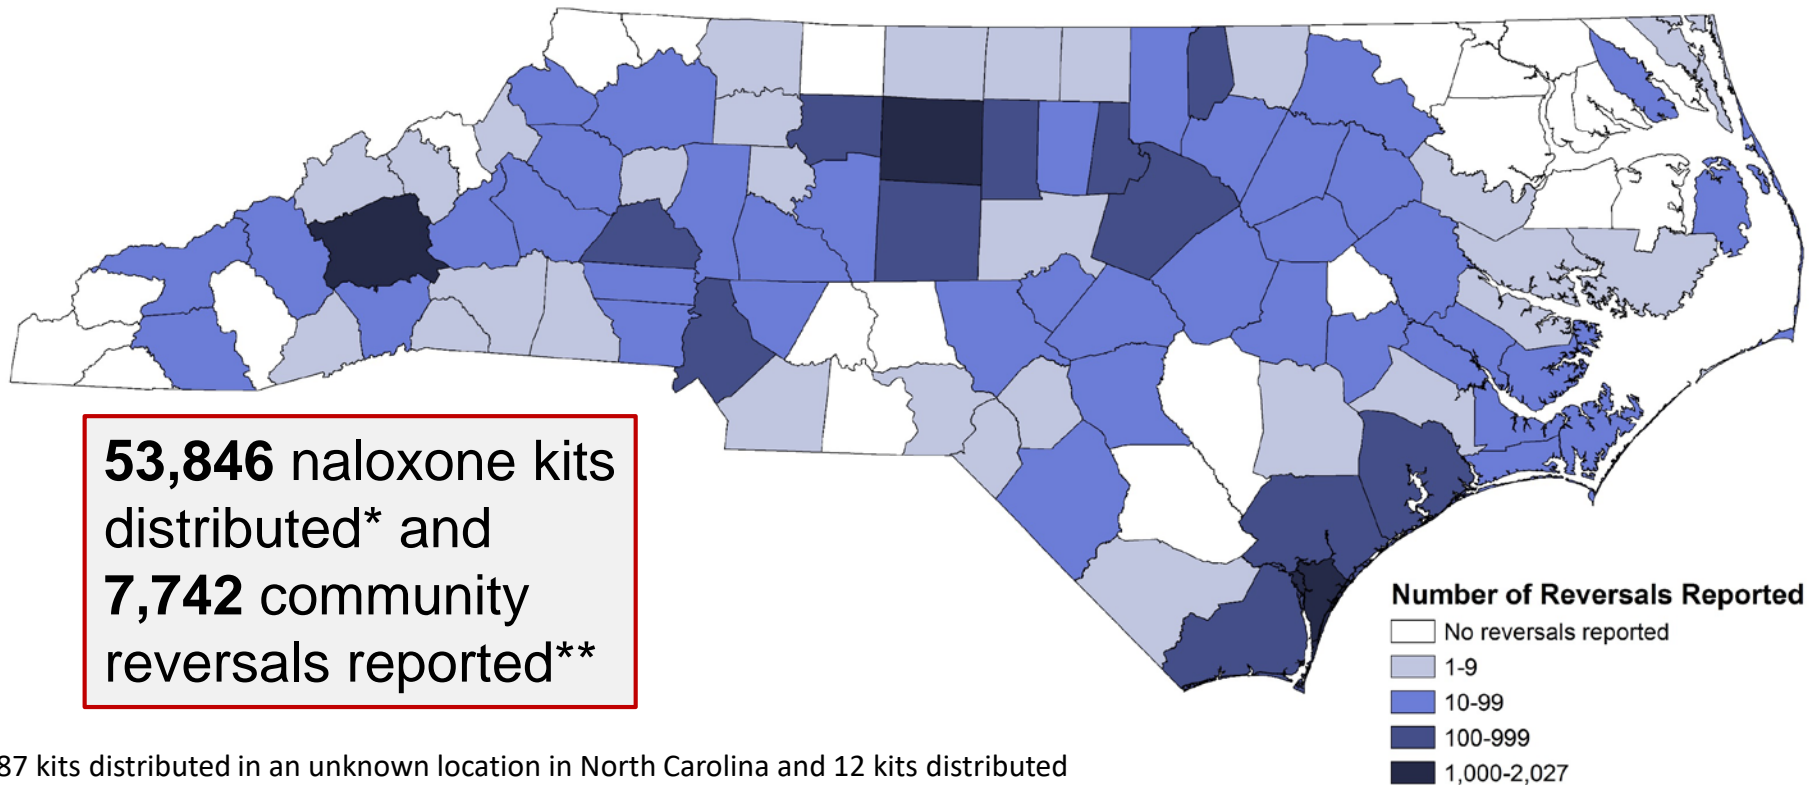 53,846 naloxone kits
distributed* and
7,742 community
reversals reported**
Number of Reversals Reported
No reversals reported
1-9
10-99
100-999
1,000-2,027
87 kits distributed in an unknown location in North Carolina and 12 kits distributed